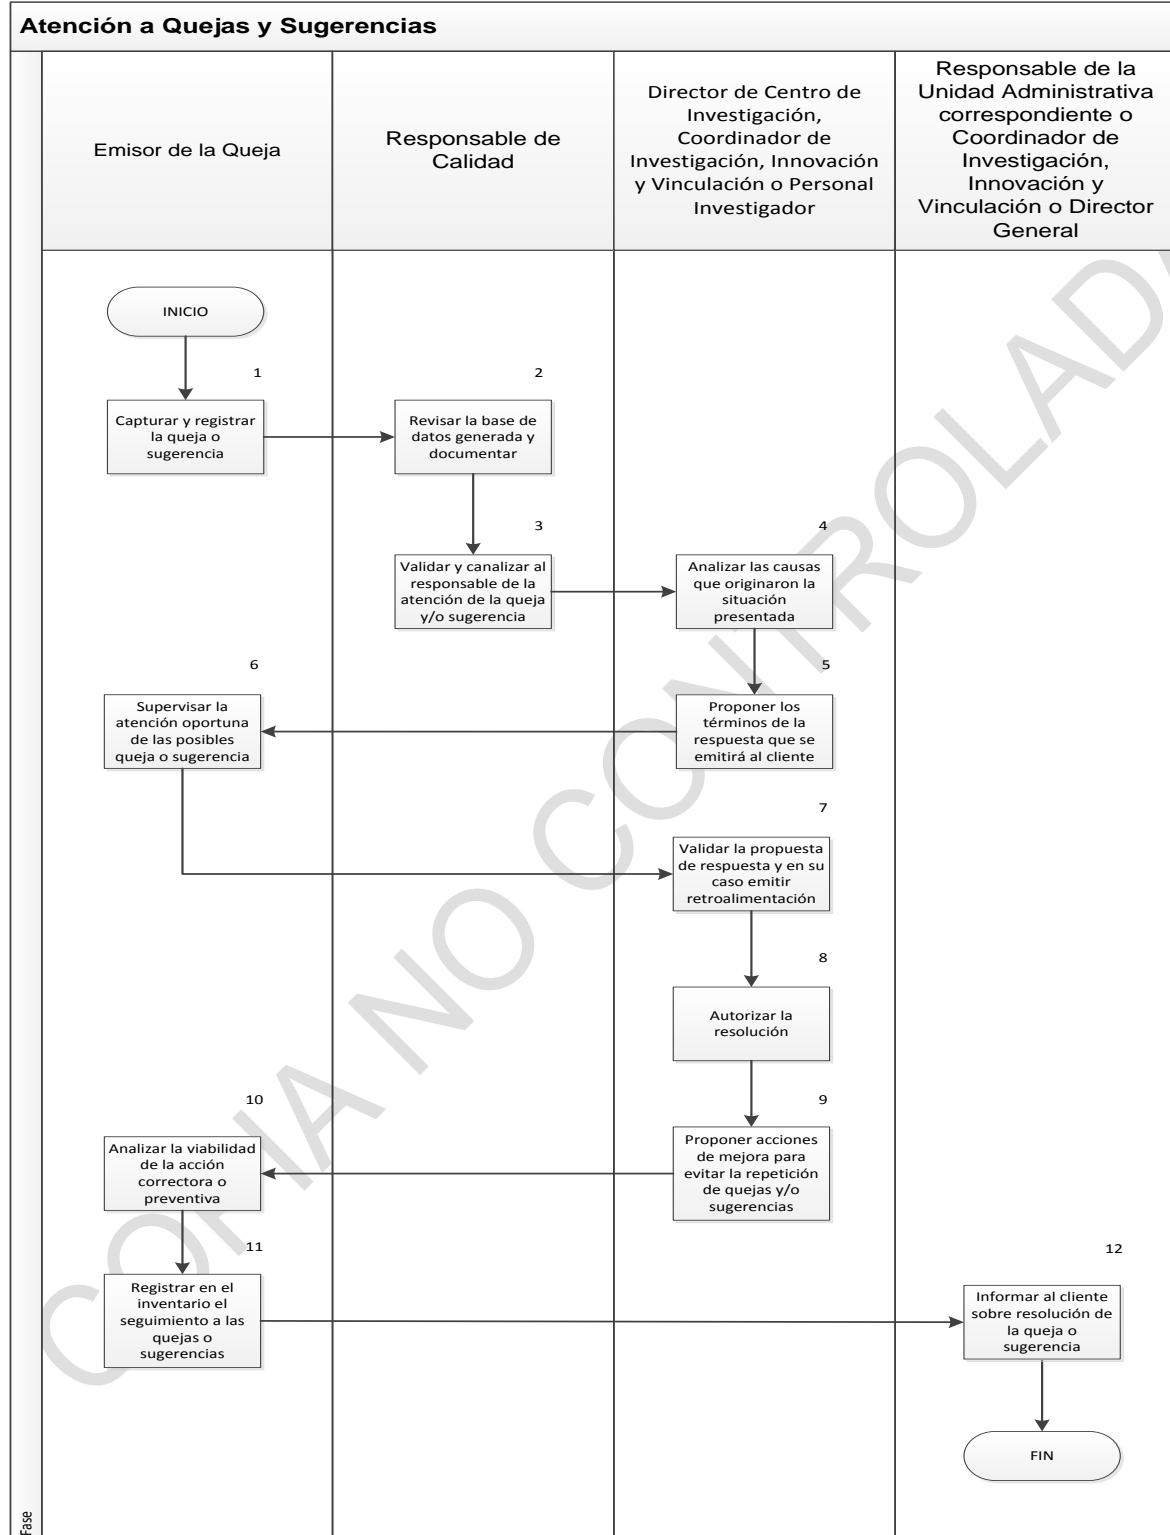 Atención a Quejas y Sugerencias
Emisor de la Queja
Responsable de
Calidad
Director de Centro de
Investigación,
Coordinador de
Investigación, Innovación
y Vinculación o Personal
Investigador
Responsable de la
Unidad Administrativa
correspondiente o
Coordinador de
Investigación,
Innovación y
Vinculación o Director
General
INICIO
1
Capturar y registrar
la queja o
sugerencia
2
Revisar la base de
datos generada y
documentar
3
Validar y canalizar al
responsable de la
atención de la queja
y/o sugerencia
4
Analizar las causas
que originaron la
situación
presentada
5
Proponer los
términos de la
respuesta que se
emitirá al cliente
6
Supervisar la
atención oportuna
de las posibles
queja o sugerencia
7
Validar la propuesta
de respuesta y en su
caso emitir
retroalimentación
8
Autorizar la
resolución
9
Proponer acciones
de mejora para
evitar la repetición
de quejas y/o
sugerencias
10
Analizar la viabilidad
de la acción
correctora o
preventiva
11
Registrar en el
inventario el
seguimiento a las
quejas o
sugerencias
12
Informar al cliente
sobre resolución de
la queja o
sugerencia
FIN
Fase
COPIA NO CONTROLADA